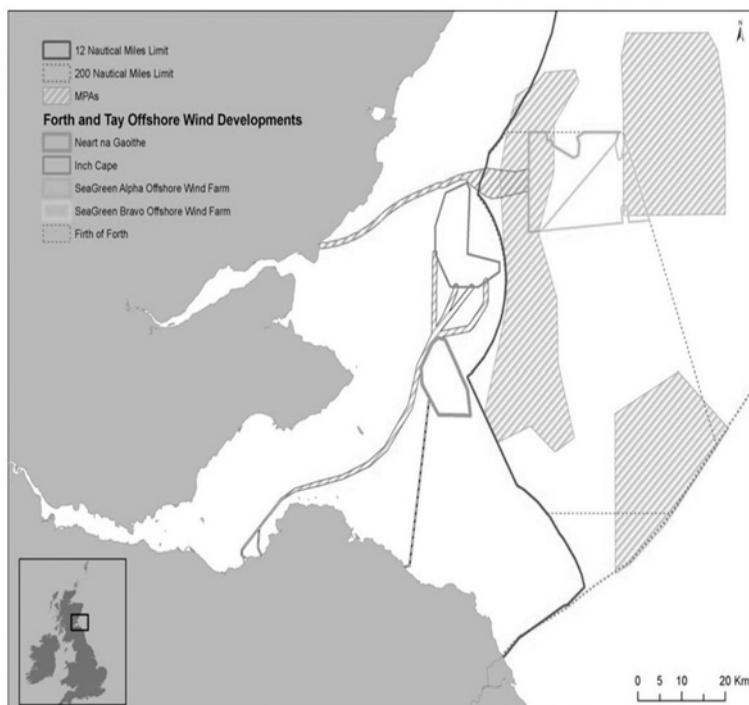 N
12 Nautical Miles Limit
200 Nautical Miles Limit
MPAs
Forth and Tay Offshore Wind Developments
Neart na Gaoithe
Inch Cape
SeaGreen Alpha Offshore Wind Farm
SeaGreen Bravo Offshore Wind Farm
Firth of Forth
0 5 10 20 Km